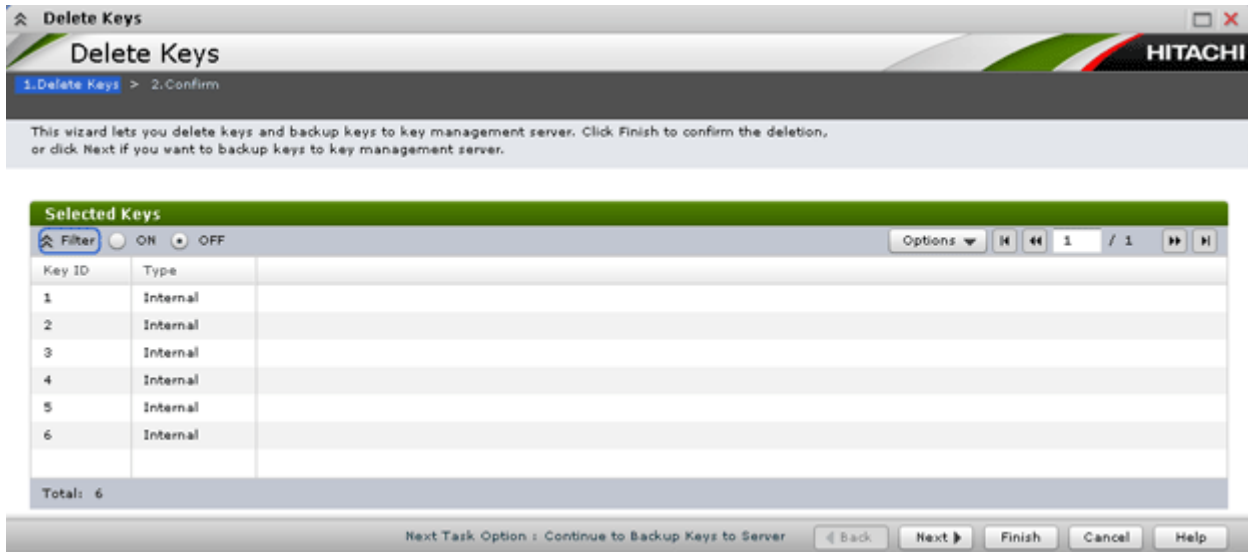 Delete Keys
Delete Keys
HITACHI
1.Delete Keys > 2.Confirm
This wizard lets you delete keys and backup keys to key management server. Click Finish to confirm the deletion,
or click Next if you want to backup keys to key management server.
Selected Keys
Filter ON OFF Options 1 / 1
Key ID Type
1 Internal
2 Internal
3 Internal
4 Internal
5 Internal
6 Internal
Total: 6
Next Task Option : Continue to Backup Keys to Server Back Next Finish Cancel Help